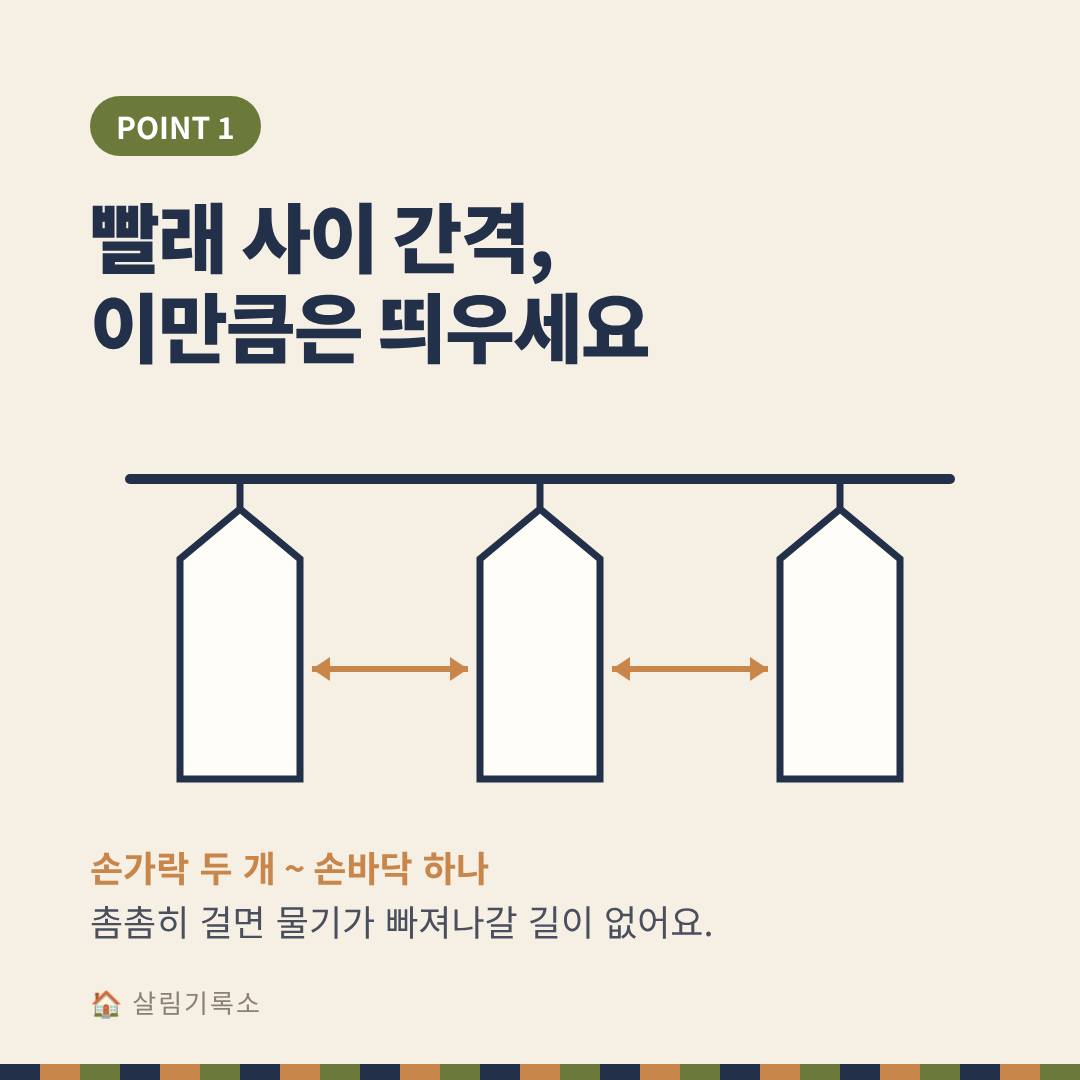 POINT 1
빨래 사이 간격,
이만큼은 띄우세요
손가락 두 개 ~ 손바닥 하나
촘촘히 걸면 물기가 빠져나갈 길이 없어요.
살림기록소